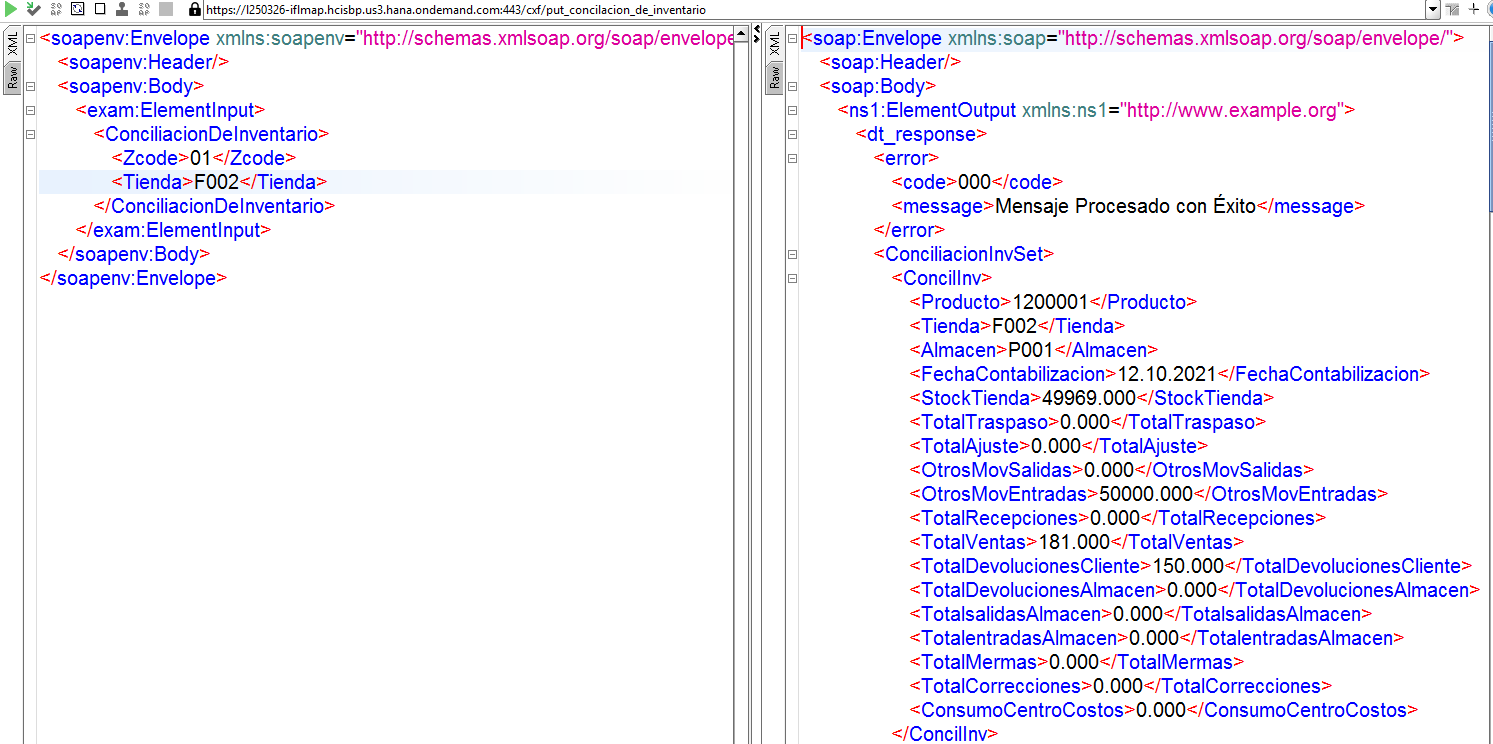 https://l250326-iflmap.hcisbp.us3.hana.ondemand.com:443/cxf/put_concilacion_de_inventario
XML
Raw
<soapenv:Envelope xmlns:soapenv="http://schemas.xmlsoap.org/soap/envelope
<soapenv:Header/>
<soapenv:Body>
<exam:ElementInput>
<ConciliacionDeInventario>
<Zcode>01</Zcode>
<Tienda>F002</Tienda>
</ConciliacionDeInventario>
</exam:ElementInput>
</soapenv:Body>
</soapenv:Envelope>
XML
Raw
<soap:Envelope xmlns:soap="http://schemas.xmlsoap.org/soap/envelope/">
<soap:Header/>
<soap:Body>
<ns1:ElementOutput xmlns:ns1="http://www.example.org">
<dt_response>
<error>
<code>000</code>
<message>Mensaje Procesado con Éxito</message>
</error>
<ConciliacionInvSet>
<ConcilInv>
<Producto>1200001</Producto>
<Tienda>F002</Tienda>
<Almacen>P001</Almacen>
<FechaContabilizacion>12.10.2021</FechaContabilizacion>
<StockTienda>49969.000</StockTienda>
<TotalTraspaso>0.000</TotalTraspaso>
<TotalAjuste>0.000</TotalAjuste>
<OtrosMovSalidas>0.000</OtrosMovSalidas>
<OtrosMovEntradas>50000.000</OtrosMovEntradas>
<TotalRecepciones>0.000</TotalRecepciones>
<TotalVentas>181.000</TotalVentas>
<TotalDevolucionesCliente>150.000</TotalDevolucionesCliente>
<TotalDevolucionesAlmacen>0.000</TotalDevolucionesAlmacen>
<TotalsalidasAlmacen>0.000</TotalsalidasAlmacen>
<TotalentradasAlmacen>0.000</TotalentradasAlmacen>
<TotalMermas>0.000</TotalMermas>
<TotalCorrecciones>0.000</TotalCorrecciones>
<ConsumoCentroCostos>0.000</ConsumoCentroCostos>
</ConcilInv>